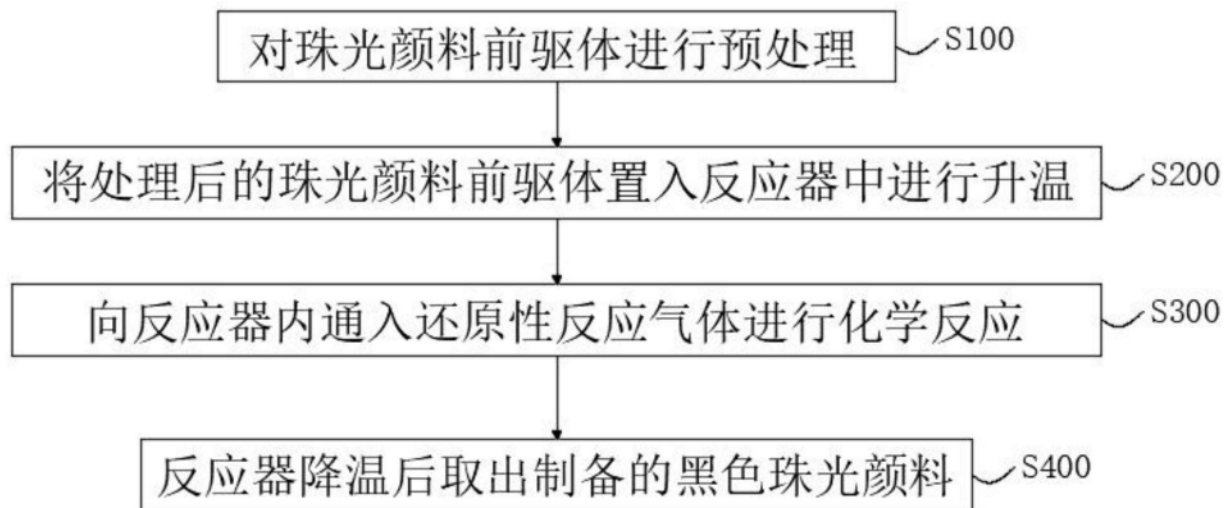 对珠光颜料前驱体进行预处理 S100
将处理后的珠光颜料前驱体置入反应器中进行升温 S200
向反应器内通入还原性反应气体进行化学反应 S300
反应器降温后取出制备的黑色珠光颜料 S400